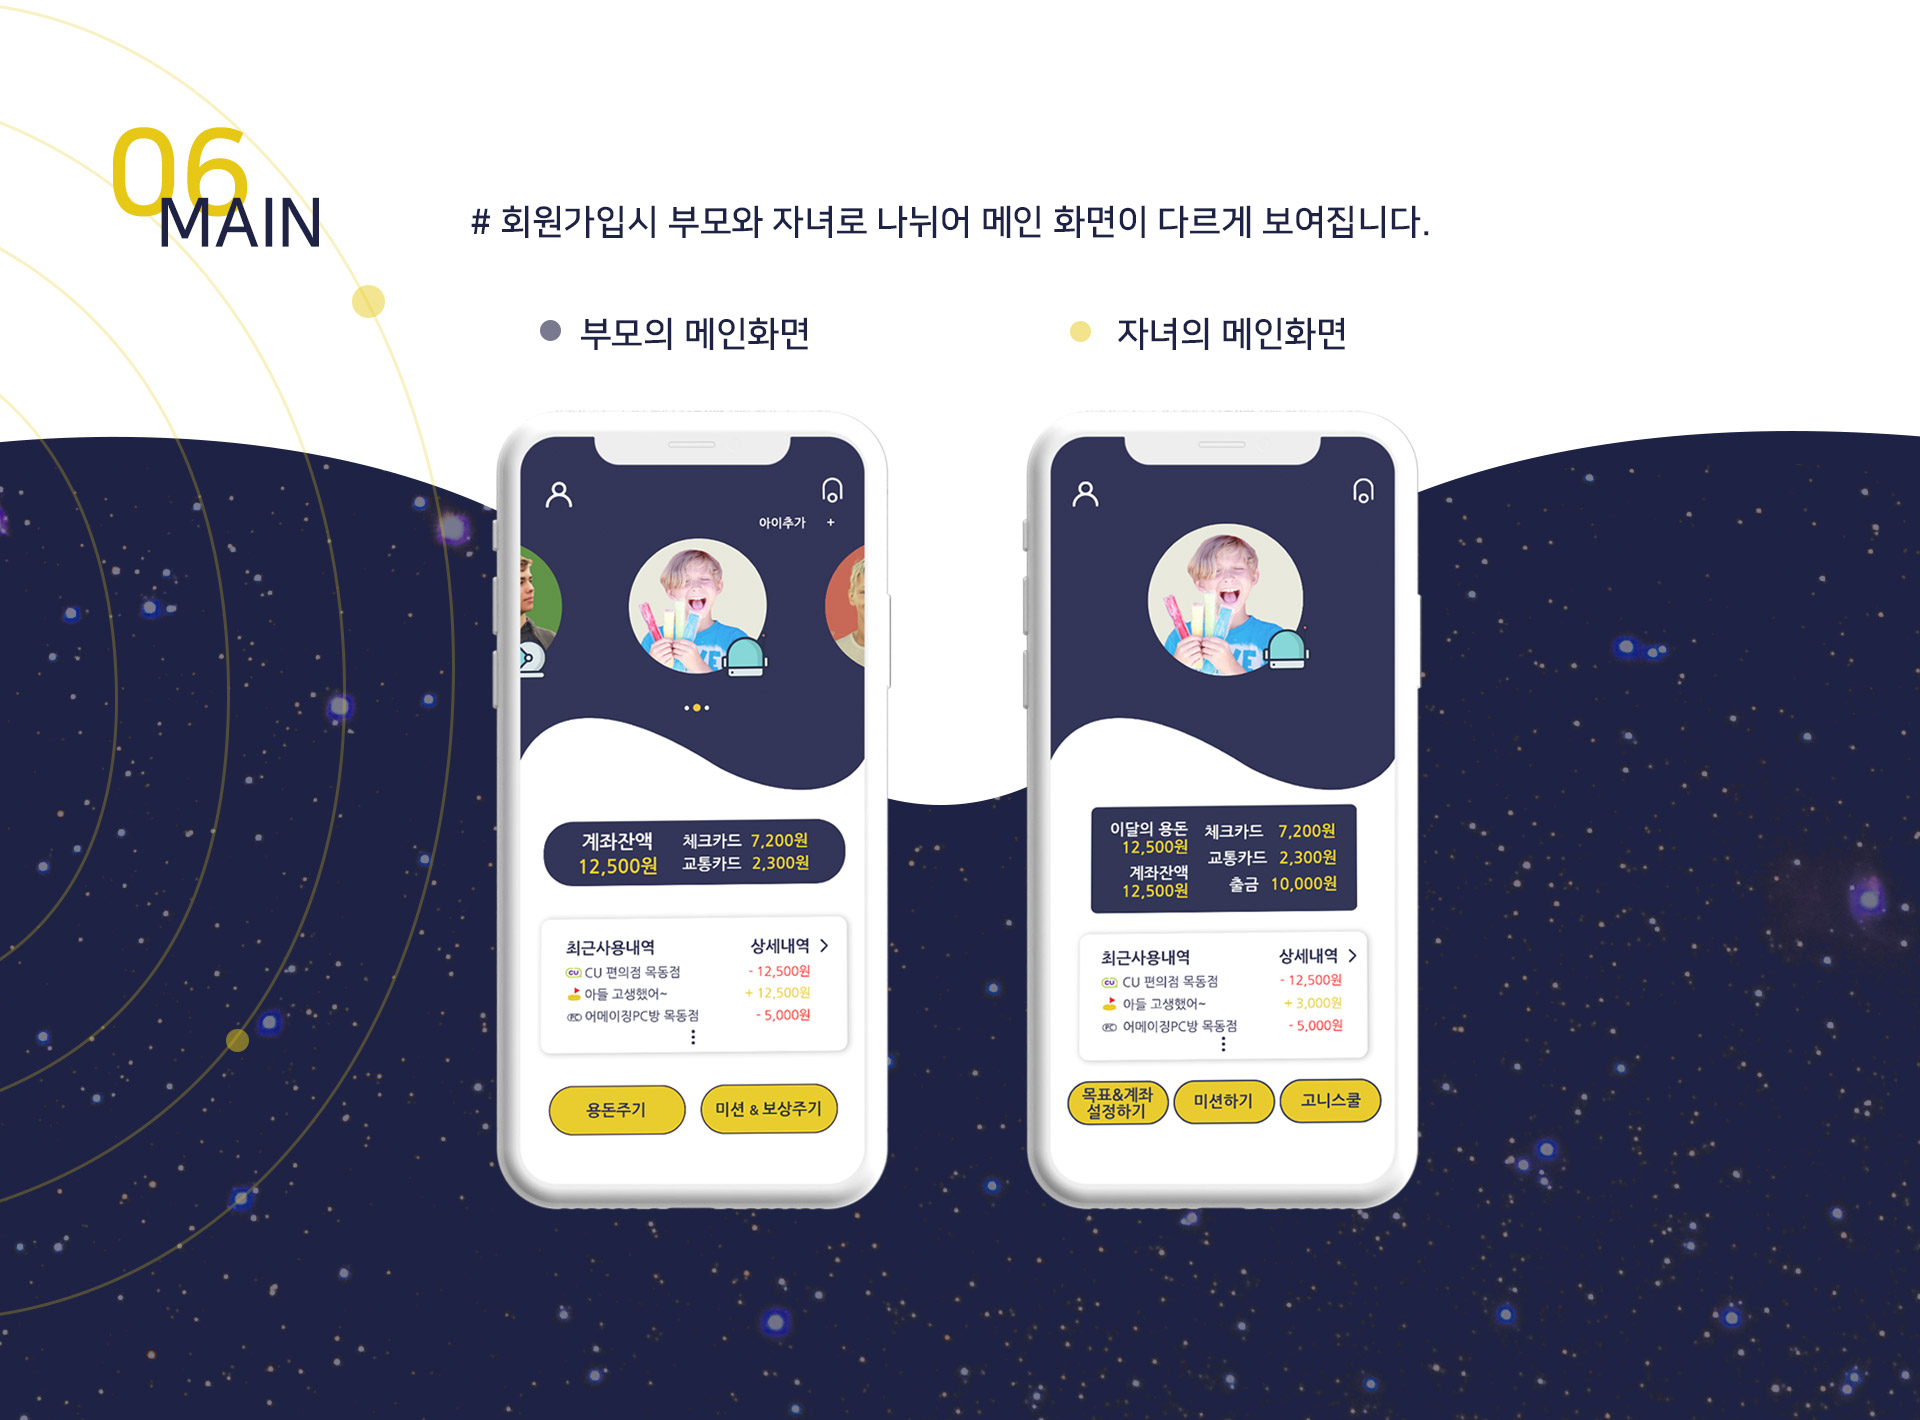 06
MAIN
# 회원가입시 부모와 자녀로 나뉘어 메인 화면이 다르게 보여집니다.
부모의 메인화면
아이추가 +
계좌잔액 체크카드 7,200원
12,500원 교통카드 2,300원
최근사용내역 상세내역 >
CU CU 편의점 목동점 - 12,500원
아들 고생했어~ + 12,500원
PC 어메이징PC방 목동점 - 5,000원
용돈주기 미션 & 보상주기
자녀의 메인화면
이달의 용돈 체크카드 7,200원
12,500원 교통카드 2,300원
계좌잔액 출금 10,000원
12,500원
최근사용내역 상세내역 >
CU CU 편의점 목동점 - 12,500원
아들 고생했어~ + 3,000원
PC 어메이징PC방 목동점 - 5,000원
목표&계좌
설정하기
미션하기
고니스쿨